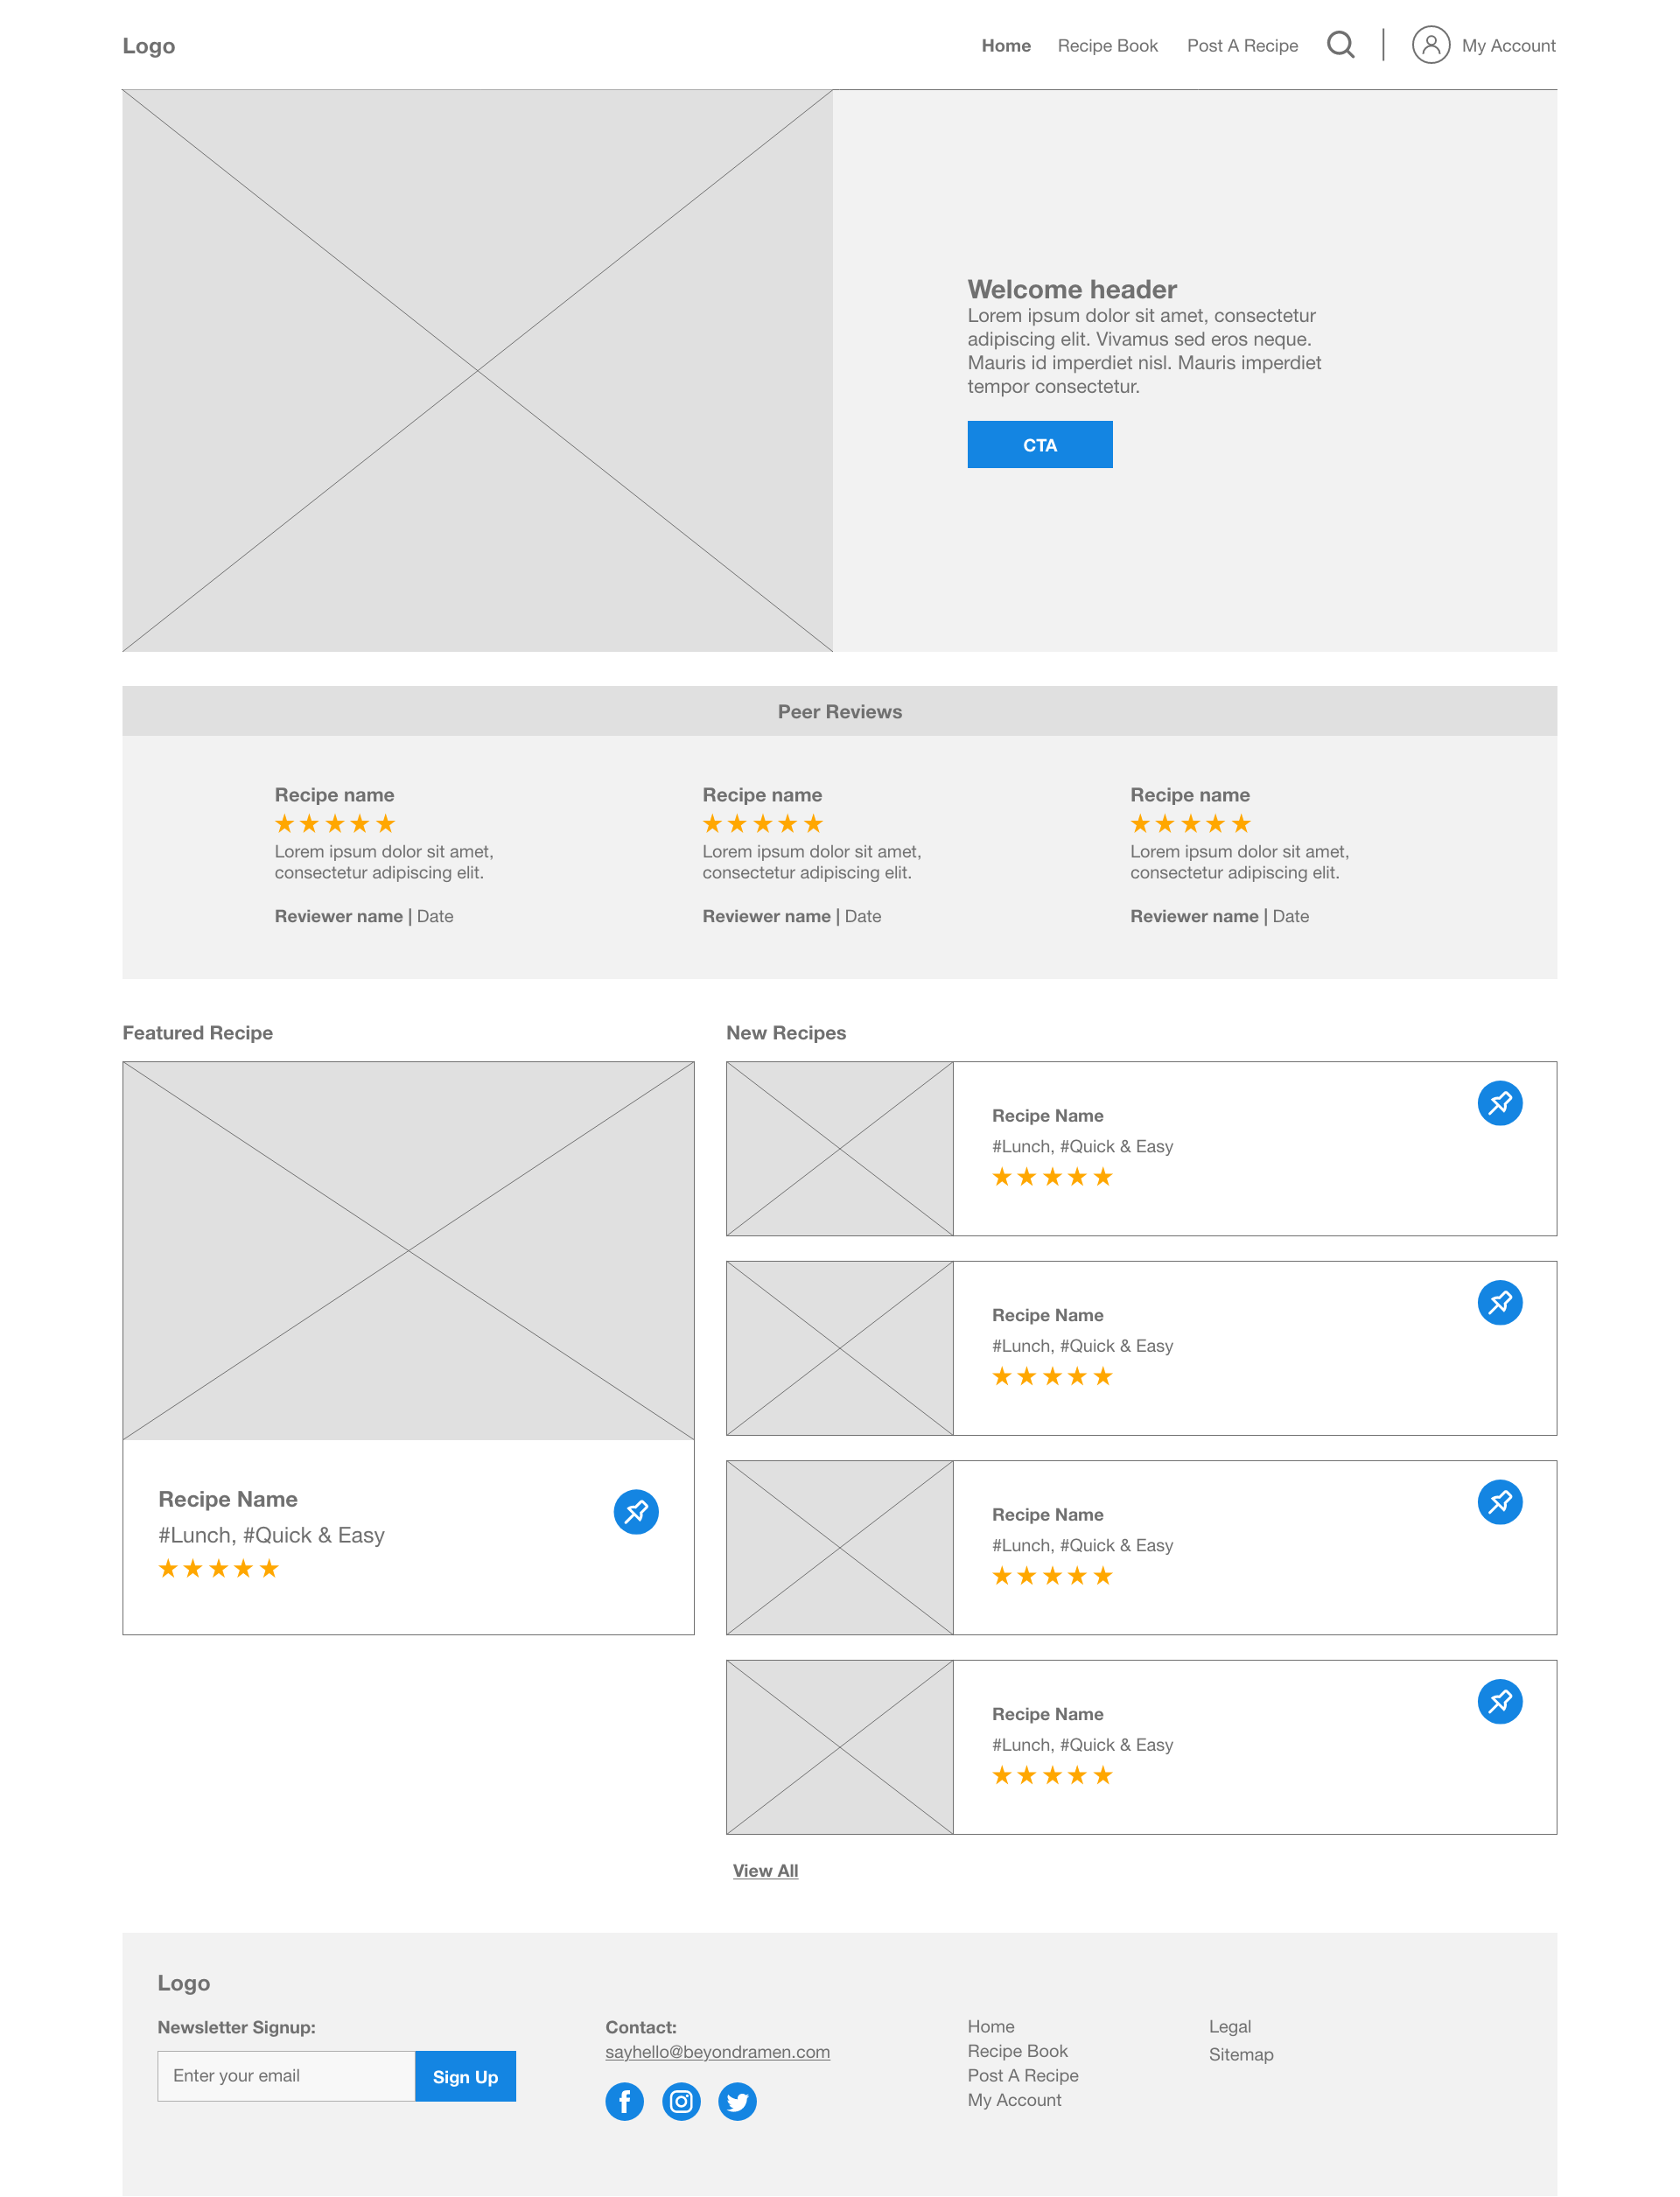 Logo
Home Recipe Book Post A Recipe My Account
Welcome header
Lorem ipsum dolor sit amet, consectetur
adipiscing elit. Vivamus sed eros neque.
Mauris id imperdiet nisl. Mauris imperdiet
tempor consectetur.
CTA
Peer Reviews
Recipe name
Lorem ipsum dolor sit amet,
consectetur adipiscing elit.
Reviewer name | Date
Recipe name
Lorem ipsum dolor sit amet,
consectetur adipiscing elit.
Reviewer name | Date
Recipe name
Lorem ipsum dolor sit amet,
consectetur adipiscing elit.
Reviewer name | Date
Featured Recipe
Recipe Name
#Lunch, #Quick & Easy
New Recipes
Recipe Name
#Lunch, #Quick & Easy
Recipe Name
#Lunch, #Quick & Easy
Recipe Name
#Lunch, #Quick & Easy
Recipe Name
#Lunch, #Quick & Easy
View All
Logo
Newsletter Signup:
Enter your email
Sign Up
Contact:
sayhello@beyondramen.com
Home
Recipe Book
Post A Recipe
My Account
Legal
Sitemap